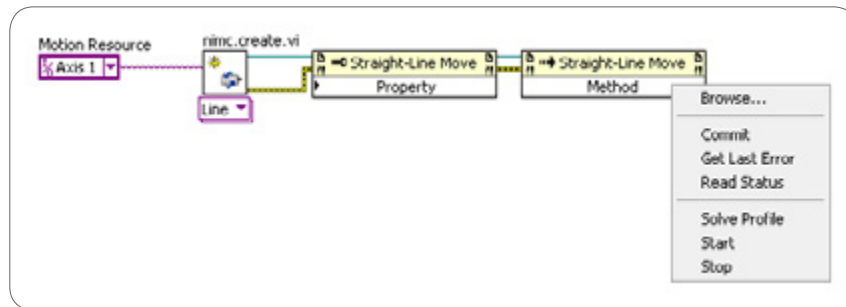 Motion Resource
Axis 1
nimc.create.vi
Line
Straight-Line Move
Property
Straight-Line Move
Method
Browse...
Commit
Get Last Error
Read Status
Solve Profile
Start
Stop